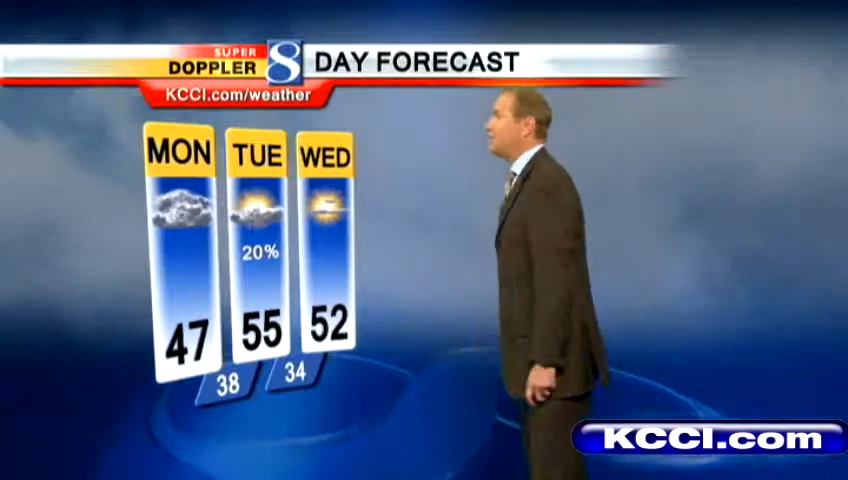 SUPER
DOPPLER 8 DAY FORECAST
KCCI.com/weather
MON TUE WED
20%
47 55 52
38 34
KCCI.com